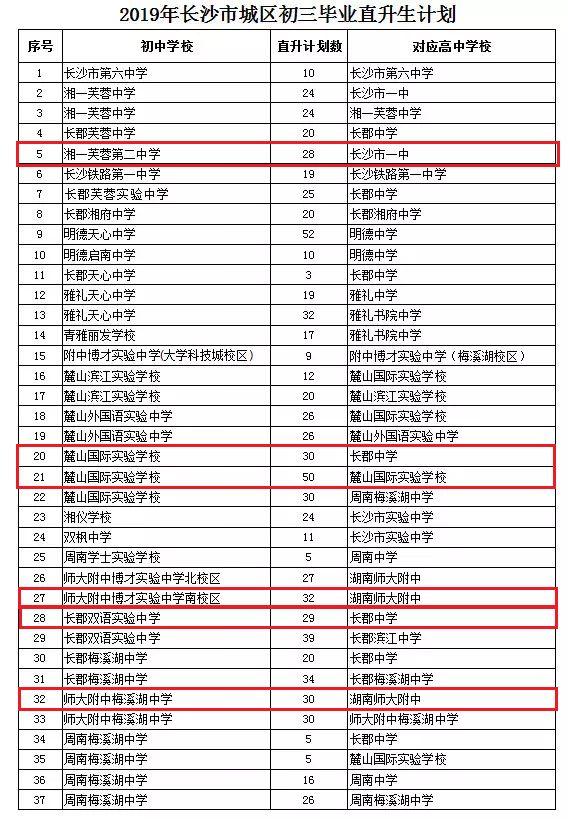 2019年长沙市城区初三毕业直升生计划
序号 初中学校 直升计划数 对应高中学校
1 长沙市第六中学 10 长沙市第六中学
2 湘一芙蓉中学 24 长沙市一中
3 湘一芙蓉中学 24 湘一芙蓉中学
4 长郡芙蓉中学 20 长郡中学
5 湘一芙蓉第二中学 28 长沙市一中
6 长沙铁路第一中学 19 长沙铁路第一中学
7 长郡芙蓉实验中学 25 长郡中学
8 长郡湘府中学 20 长郡湘府中学
9 明德天心中学 52 明德中学
10 明德启南中学 10 明德中学
11 长郡天心中学 3 长郡中学
12 雅礼天心中学 19 雅礼中学
13 雅礼天心中学 32 雅礼书院中学
14 青雅丽发学校 17 雅礼中学
15 附中博才实验中学(大学科技城校区) 9 附中博才实验中学（梅溪湖校区）
16 麓山滨江实验学校 12 麓山国际实验学校
17 麓山滨江实验学校 20 麓山滨江实验学校
18 麓山外国语实验中学 26 麓山国际实验学校
19 麓山外国语实验中学 26 麓山外国语实验中学
20 麓山国际实验学校 30 长郡中学
21 麓山国际实验学校 50 麓山国际实验学校
22 麓山国际实验学校 30 周南梅溪湖中学
23 湘仪学校 24 长沙市实验中学
24 双枫中学 11 长沙市实验中学
25 周南学士实验学校 5 周南中学
26 师大附中博才实验中学北校区 27 湖南师大附中
27 师大附中博才实验中学南校区 32 湖南师大附中
28 长郡双语实验中学 29 长郡中学
29 长郡双语实验中学 39 长郡滨江中学
30 长郡梅溪湖中学 20 长郡中学
31 长郡梅溪湖中学 34 长郡梅溪湖中学
32 师大附中梅溪湖中学 30 湖南师大附中
33 师大附中梅溪湖中学 30 师大附中梅溪湖中学
34 周南梅溪湖中学 5 长郡中学
35 周南梅溪湖中学 5 麓山国际实验学校
36 周南梅溪湖中学 16 周南中学
37 周南梅溪湖中学 26 周南梅溪湖中学